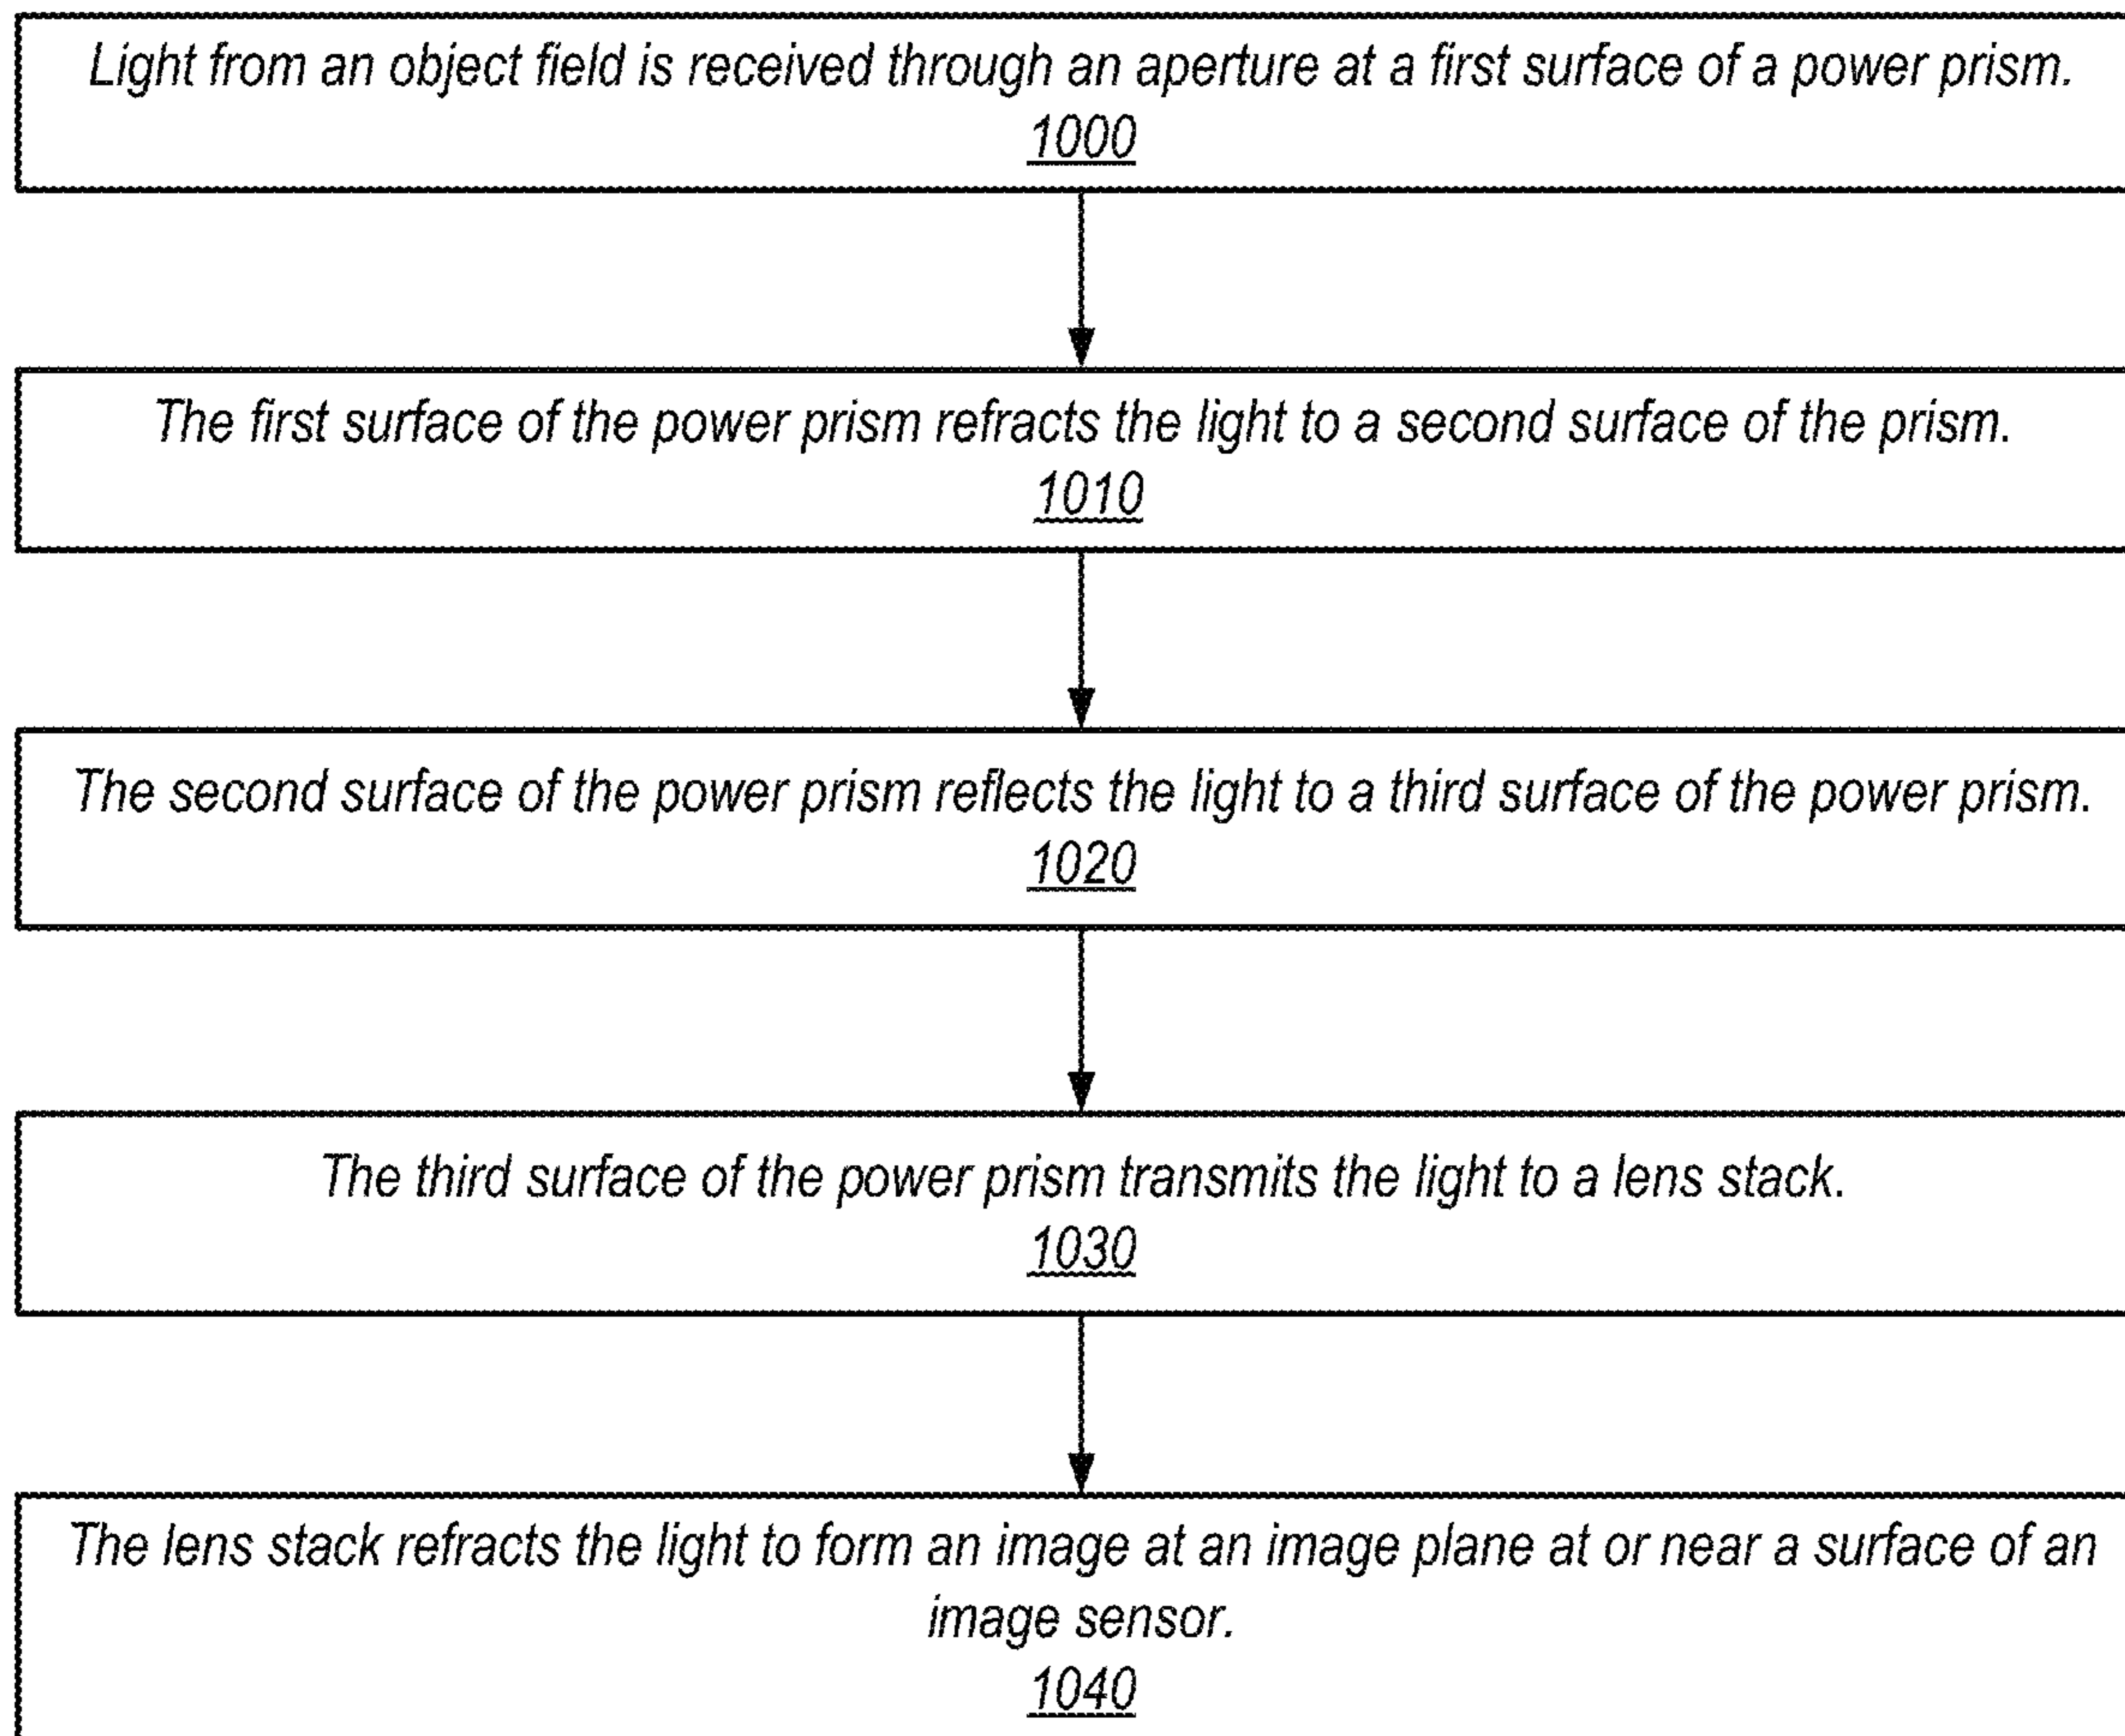 Light from an object field is received through an aperture at a first surface of a power prism.
1000
The first surface of the power prism refracts the light to a second surface of the prism.
1010
The second surface of the power prism reflects the light to a third surface of the power prism.
1020
The third surface of the power prism transmits the light to a lens stack.
1030
The lens stack refracts the light to form an image at an image plane at or near a surface of an
image sensor.
1040